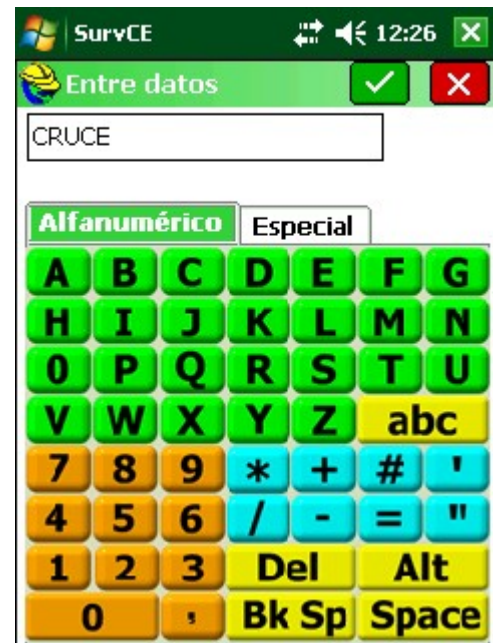 SurvCE 12:26
Entre datos
CRUCE
Alfanumérico Especial
A B C D E F G
H I J K L M N
O P Q R S T U
V W X Y Z abc
7 8 9 * + # '
4 5 6 / - = "
1 2 3 Del Alt
0 , Bk Sp Space